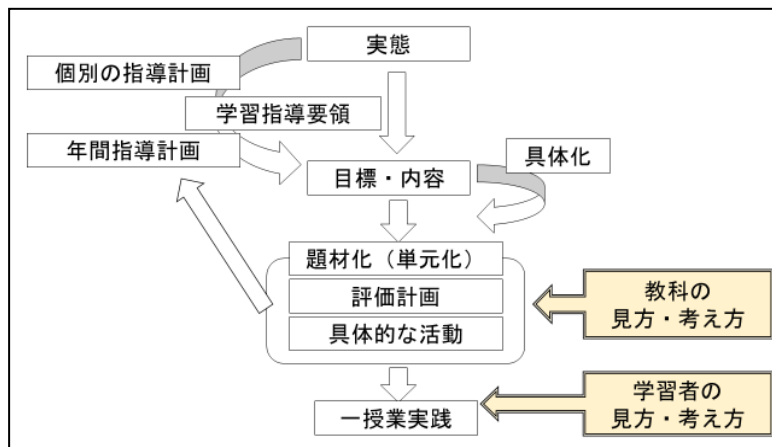 実態
個別の指導計画
学習指導要領
年間指導計画
具体化
目標・内容
題材化（単元化）
評価計画
具体的な活動
教科の
見方・考え方
学習者の
見方・考え方
一授業実践